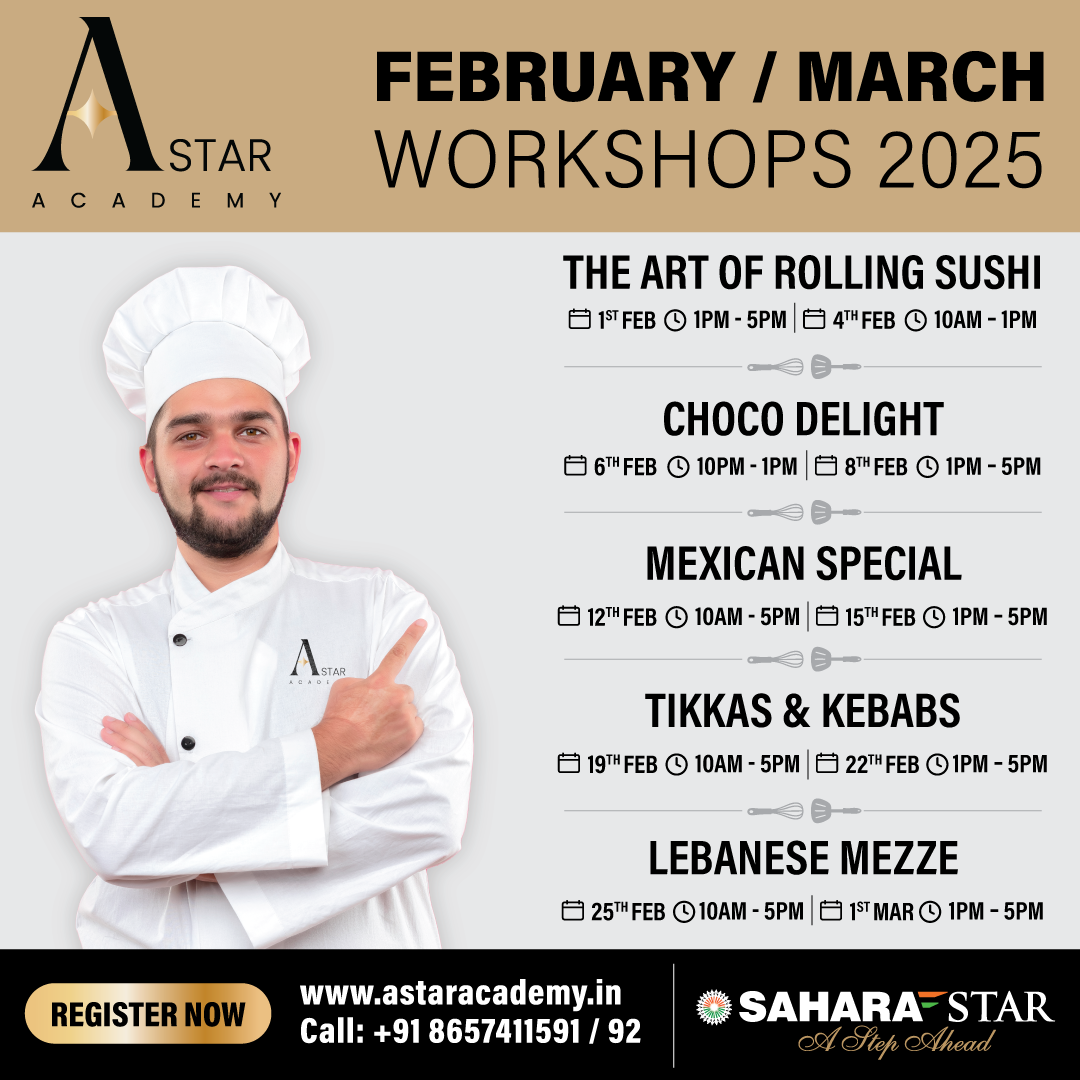 A STAR
ACADEMY
FEBRUARY / MARCH
WORKSHOPS 2025
THE ART OF ROLLING SUSHI
1ST FEB 1PM - 5PM | 4TH FEB 10AM – 1PM
CHOCO DELIGHT
6TH FEB 10PM - 1PM | 8TH FEB 1PM – 5PM
MEXICAN SPECIAL
12TH FEB 10AM - 5PM | 15TH FEB 1PM – 5PM
TIKKAS & KEBABS
19TH FEB 10AM - 5PM | 22TH FEB 1PM – 5PM
LEBANESE MEZZE
25TH FEB 10AM - 5PM | 1ST MAR 1PM – 5PM
A STAR
ACADE
REGISTER NOW
www.astaracademy.in
Call: +91 8657411591 / 92
SAHARA STAR
A Step Ahead